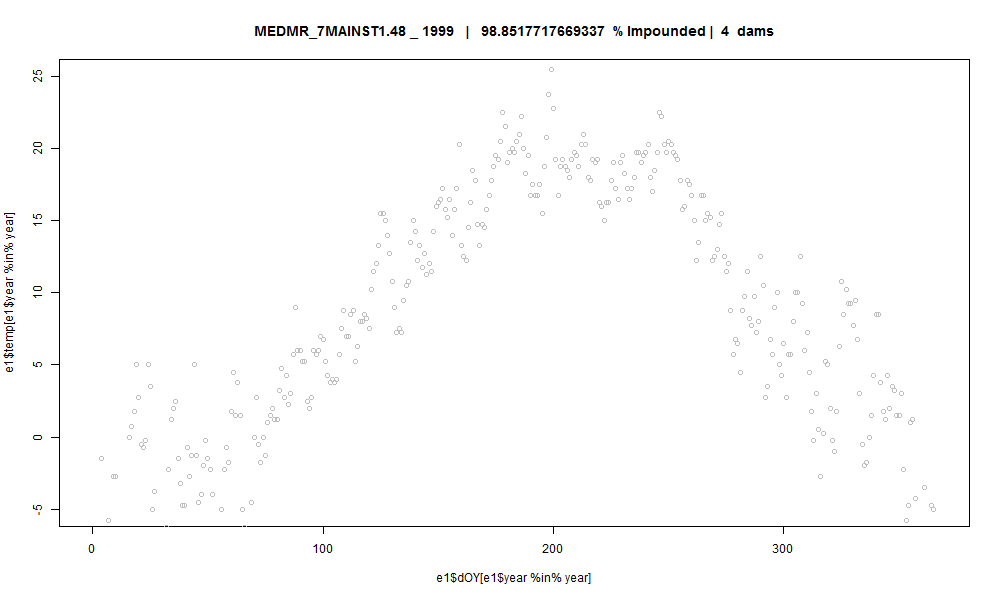 MEDMR_7MAINST1.48 _ 1999 | 98.8517717669337 % Impounded | 4 dams
e1$temp[e1$year %in% year]
25
20
15
10
5
0
-5
0 100 200 300
e1$dOY[e1$year %in% year]